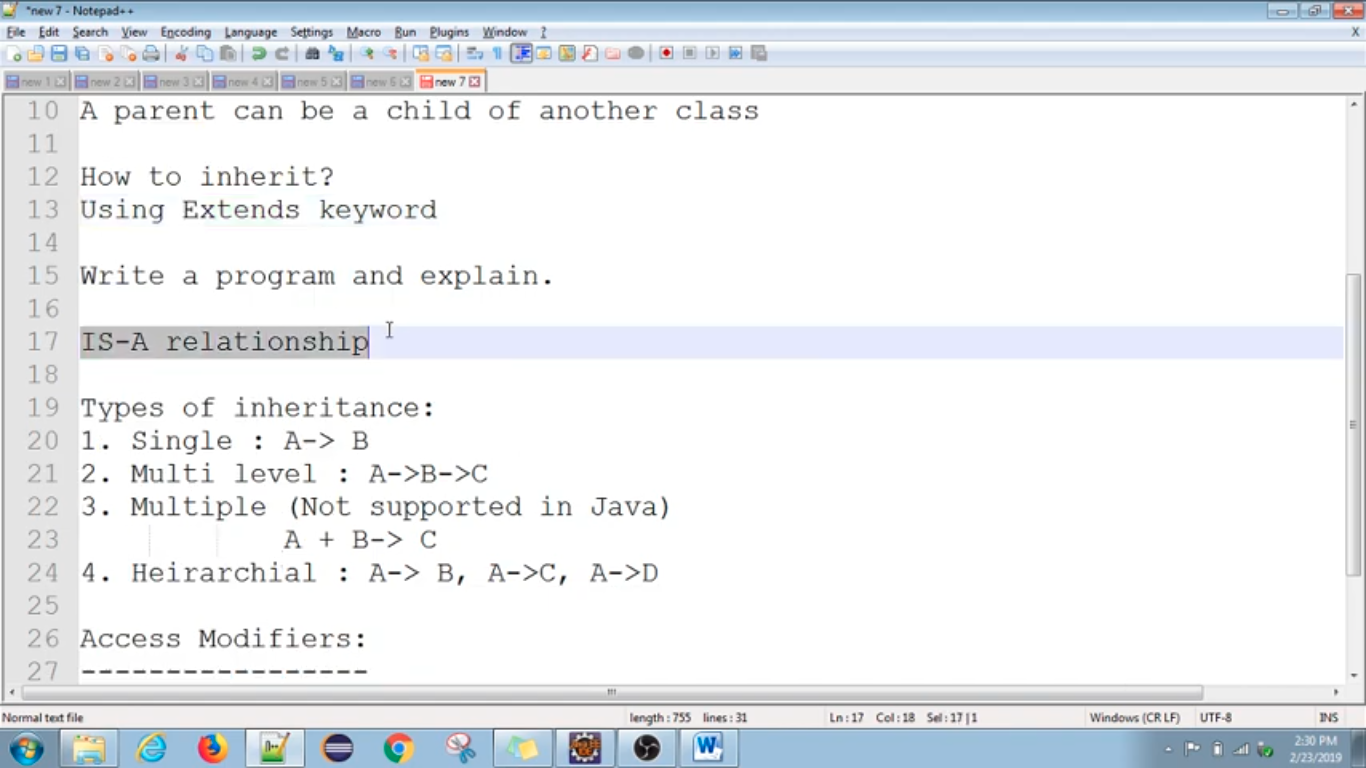 *new 7 - Notepad++
File Edit Search View Encoding Language Settings Macro Run Plugins Window ? X
new 1 new 2 new 3 new 4 new 5 new 6 new 7
10 A parent can be a child of another class
11
12 How to inherit?
13 Using Extends keyword
14
15 Write a program and explain.
16
17 IS-A relationship
18
19 Types of inheritance:
20 1. Single : A-> B
21 2. Multi level : A->B->C
22 3. Multiple (Not supported in Java)
23 A + B-> C
24 4. Heirarchial : A-> B, A->C, A->D
25
26 Access Modifiers:
27 -----------------
Normal text file length : 755 lines : 31 Ln : 17 Col : 18 Sel : 17 | 1 Windows (CR LF) UTF-8 INS
2:30 PM
2/23/2019